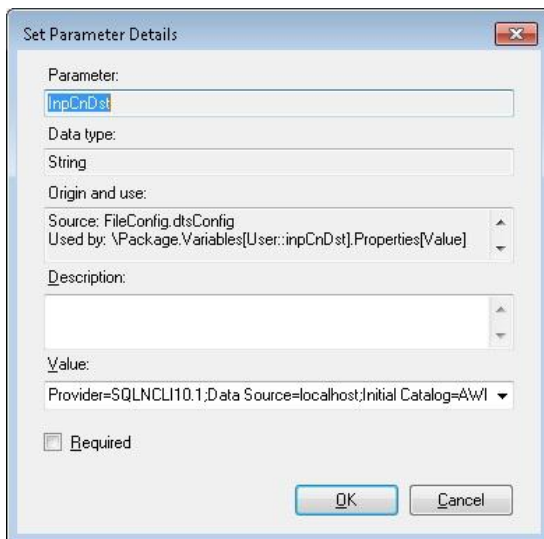 Set Parameter Details
Parameter:
InpCnDst
Data type:
String
Origin and use:
Source: FileConfig.dtsConfig
Used by: \Package.Variables[User::inpCnDst].Properties[Value]
Description:
Value:
Provider=SQLNCLI10.1;Data Source=localhost;Initial Catalog=AWI
Required
OK
Cancel